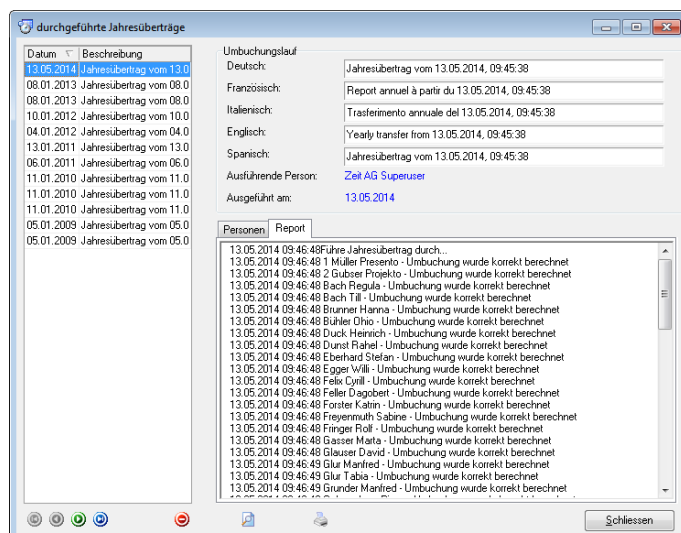 durchgeführte Jahresüberträge
Datum Beschreibung
13.05.2014 Jahresübertrag vom 13.0
08.01.2013 Jahresübertrag vom 08.0
08.01.2013 Jahresübertrag vom 08.0
10.01.2012 Jahresübertrag vom 10.0
04.01.2012 Jahresübertrag vom 04.0
13.01.2011 Jahresübertrag vom 13.0
06.01.2011 Jahresübertrag vom 06.0
11.01.2010 Jahresübertrag vom 11.0
11.01.2010 Jahresübertrag vom 11.0
11.01.2010 Jahresübertrag vom 11.0
05.01.2009 Jahresübertrag vom 05.0
05.01.2009 Jahresübertrag vom 05.0
Umbuchungslauf
Deutsch: Jahresübertrag vom 13.05.2014, 09:45:38
Französisch: Report annuel à partir du 13.05.2014, 09:45:38
Italienisch: Trasferimento annuale del 13.05.2014, 09:45:38
Englisch: Yearly transfer from 13.05.2014, 09:45:38
Spanisch: Jahresübertrag vom 13.05.2014, 09:45:38
Ausführende Person: Zeit AG Superuser
Ausgeführt am: 13.05.2014
Personen Report
13.05.2014 09:46:48Führe Jahresübertrag durch...
13.05.2014 09:46:48 1 Müller Presento - Umbuchung wurde korrekt berechnet
13.05.2014 09:46:48 2 Gubser Projekto - Umbuchung wurde korrekt berechnet
13.05.2014 09:46:48 Bach Regula - Umbuchung wurde korrekt berechnet
13.05.2014 09:46:48 Bach Till - Umbuchung wurde korrekt berechnet
13.05.2014 09:46:48 Brunner Hanna - Umbuchung wurde korrekt berechnet
13.05.2014 09:46:48 Bühler Ohio - Umbuchung wurde korrekt berechnet
13.05.2014 09:46:48 Duck Heinrich - Umbuchung wurde korrekt berechnet
13.05.2014 09:46:48 Dunst Rahel - Umbuchung wurde korrekt berechnet
13.05.2014 09:46:48 Eberhard Stefan - Umbuchung wurde korrekt berechnet
13.05.2014 09:46:48 Egger Willi - Umbuchung wurde korrekt berechnet
13.05.2014 09:46:48 Felix Cyrill - Umbuchung wurde korrekt berechnet
13.05.2014 09:46:48 Feller Dagobert - Umbuchung wurde korrekt berechnet
13.05.2014 09:46:48 Forster Katrin - Umbuchung wurde korrekt berechnet
13.05.2014 09:46:48 Freyenmuth Sabine - Umbuchung wurde korrekt berechnet
13.05.2014 09:46:48 Fringer Rolf - Umbuchung wurde korrekt berechnet
13.05.2014 09:46:48 Gasser Marta - Umbuchung wurde korrekt berechnet
13.05.2014 09:46:48 Glauser David - Umbuchung wurde korrekt berechnet
13.05.2014 09:46:49 Glur Manfred - Umbuchung wurde korrekt berechnet
13.05.2014 09:46:49 Glur Tabia - Umbuchung wurde korrekt berechnet
13.05.2014 09:46:49 Grunder Manfred - Umbuchung wurde korrekt berechnet
Schliessen